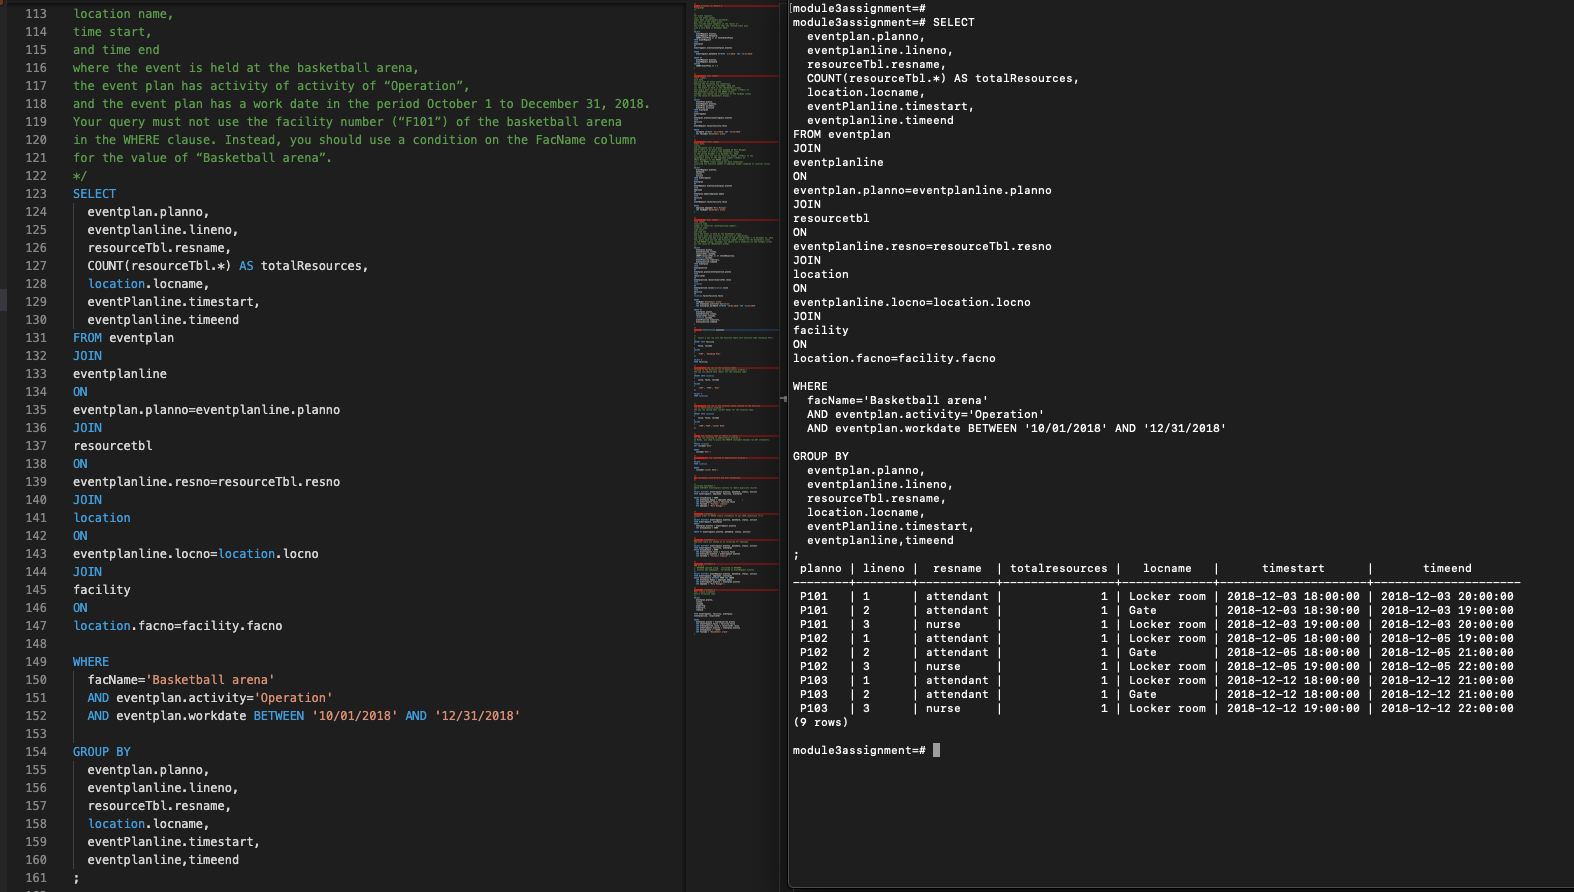 113 location name,
114 time start,
115 and time end
116 where the event is held at the basketball arena,
117 the event plan has activity of activity of “Operation”,
118 and the event plan has a work date in the period October 1 to December 31, 2018.
119 Your query must not use the facility number (“F101”) of the basketball arena
120 in the WHERE clause. Instead, you should use a condition on the FacName column
121 for the value of “Basketball arena”.
122 */
123 SELECT
124 eventplan.planno,
125 eventplanline.lineno,
126 resourceTbl.resname,
127 COUNT(resourceTbl.*) AS totalResources,
128 location.locname,
129 eventPlanline.timestart,
130 eventplanline.timeend
131 FROM eventplan
132 JOIN
133 eventplanline
134 ON
135 eventplan.planno=eventplanline.planno
136 JOIN
137 resourcetbl
138 ON
139 eventplanline.resno=resourceTbl.resno
140 JOIN
141 location
142 ON
143 eventplanline.locno=location.locno
144 JOIN
145 facility
146 ON
147 location.facno=facility.facno
148
149 WHERE
150 facName='Basketball arena'
151 AND eventplan.activity='Operation'
152 AND eventplan.workdate BETWEEN '10/01/2018' AND '12/31/2018'
153
154 GROUP BY
155 eventplan.planno,
156 eventplanline.lineno,
157 resourceTbl.resname,
158 location.locname,
159 eventPlanline.timestart,
160 eventplanline,timeend
161 ;
[module3assignment=#
module3assignment=# SELECT
eventplan.planno,
eventplanline.lineno,
resourceTbl.resname,
COUNT(resourceTbl.*) AS totalResources,
location.locname,
eventPlanline.timestart,
eventplanline.timeend
FROM eventplan
JOIN
eventplanline
ON
eventplan.planno=eventplanline.planno
JOIN
resourcetbl
ON
eventplanline.resno=resourceTbl.resno
JOIN
location
ON
eventplanline.locno=location.locno
JOIN
facility
ON
location.facno=facility.facno
WHERE
facName='Basketball arena'
AND eventplan.activity='Operation'
AND eventplan.workdate BETWEEN '10/01/2018' AND '12/31/2018'
GROUP BY
eventplan.planno,
eventplanline.lineno,
resourceTbl.resname,
location.locname,
eventPlanline.timestart,
eventplanline,timeend
;
planno | lineno | resname | totalresources | locname | timestart | timeend
--------+--------+-----------+----------------+-------------+---------------------+---------------------
P101 | 1 | attendant | 1 | Locker room | 2018-12-03 18:00:00 | 2018-12-03 20:00:00
P101 | 2 | attendant | 1 | Gate | 2018-12-03 18:30:00 | 2018-12-03 19:00:00
P101 | 3 | nurse | 1 | Locker room | 2018-12-03 19:00:00 | 2018-12-03 20:00:00
P102 | 1 | attendant | 1 | Locker room | 2018-12-05 18:00:00 | 2018-12-05 19:00:00
P102 | 2 | attendant | 1 | Gate | 2018-12-05 18:00:00 | 2018-12-05 21:00:00
P102 | 3 | nurse | 1 | Locker room | 2018-12-05 19:00:00 | 2018-12-05 22:00:00
P103 | 1 | attendant | 1 | Locker room | 2018-12-12 18:00:00 | 2018-12-12 21:00:00
P103 | 2 | attendant | 1 | Gate | 2018-12-12 18:00:00 | 2018-12-12 21:00:00
P103 | 3 | nurse | 1 | Locker room | 2018-12-12 19:00:00 | 2018-12-12 22:00:00
(9 rows)
module3assignment=#